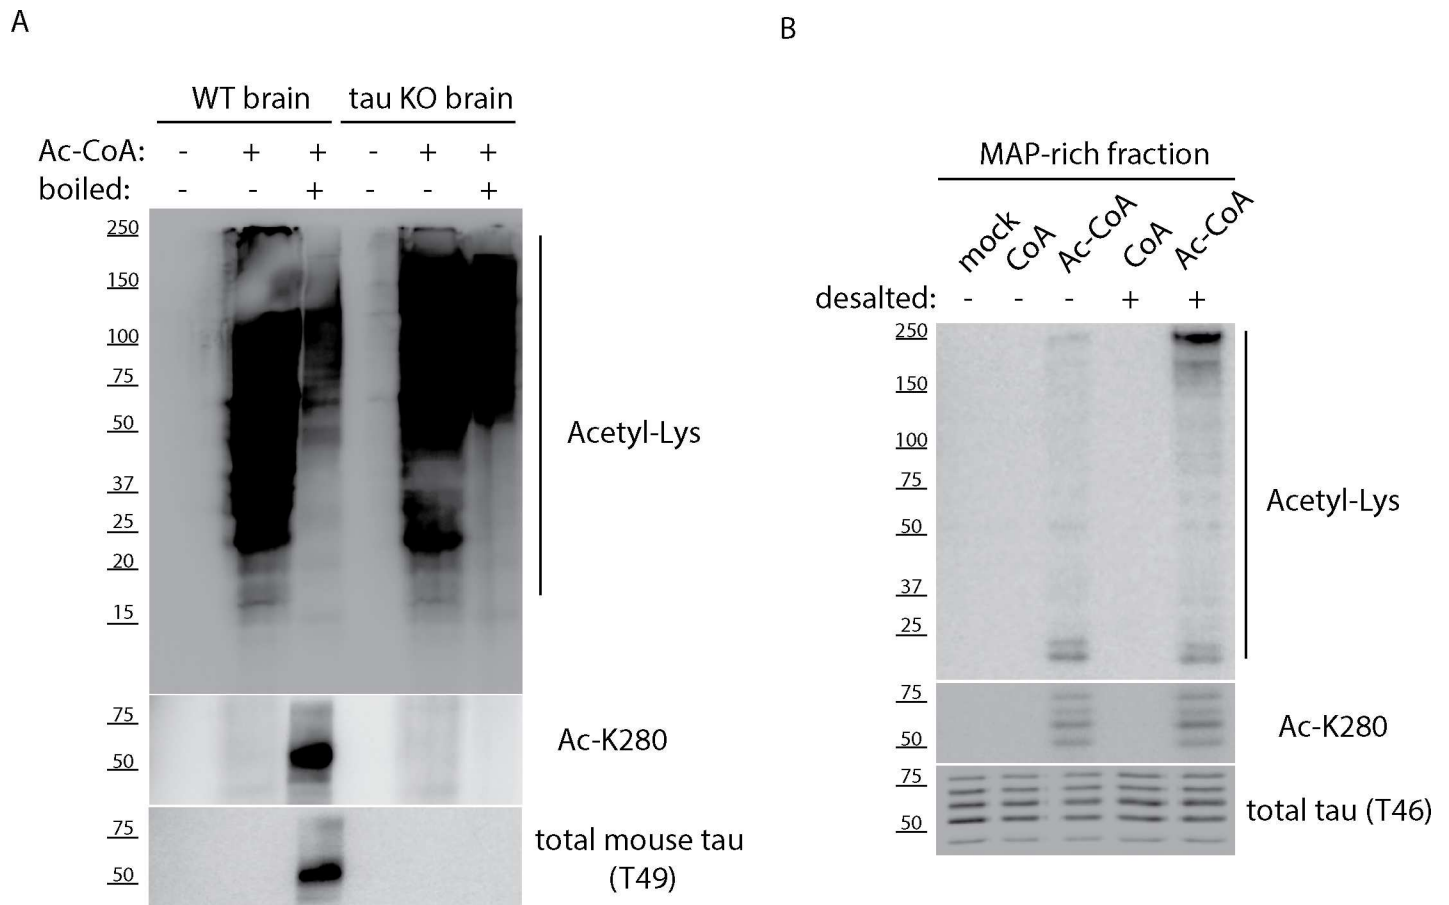 A
WT brain tau KO brain
Ac-CoA: - + + - + +
boiled: - - + - - +
250
150
100
75
50
37
25
20
15
Acetyl-Lys
75
50
Ac-K280
75
50
total mouse tau
(T49)
B
MAP-rich fraction
mock CoA Ac-CoA CoA Ac-CoA
desalted: - - - + +
250
150
100
75
50
37
25
Acetyl-Lys
75
50
Ac-K280
75
50
total tau (T46)